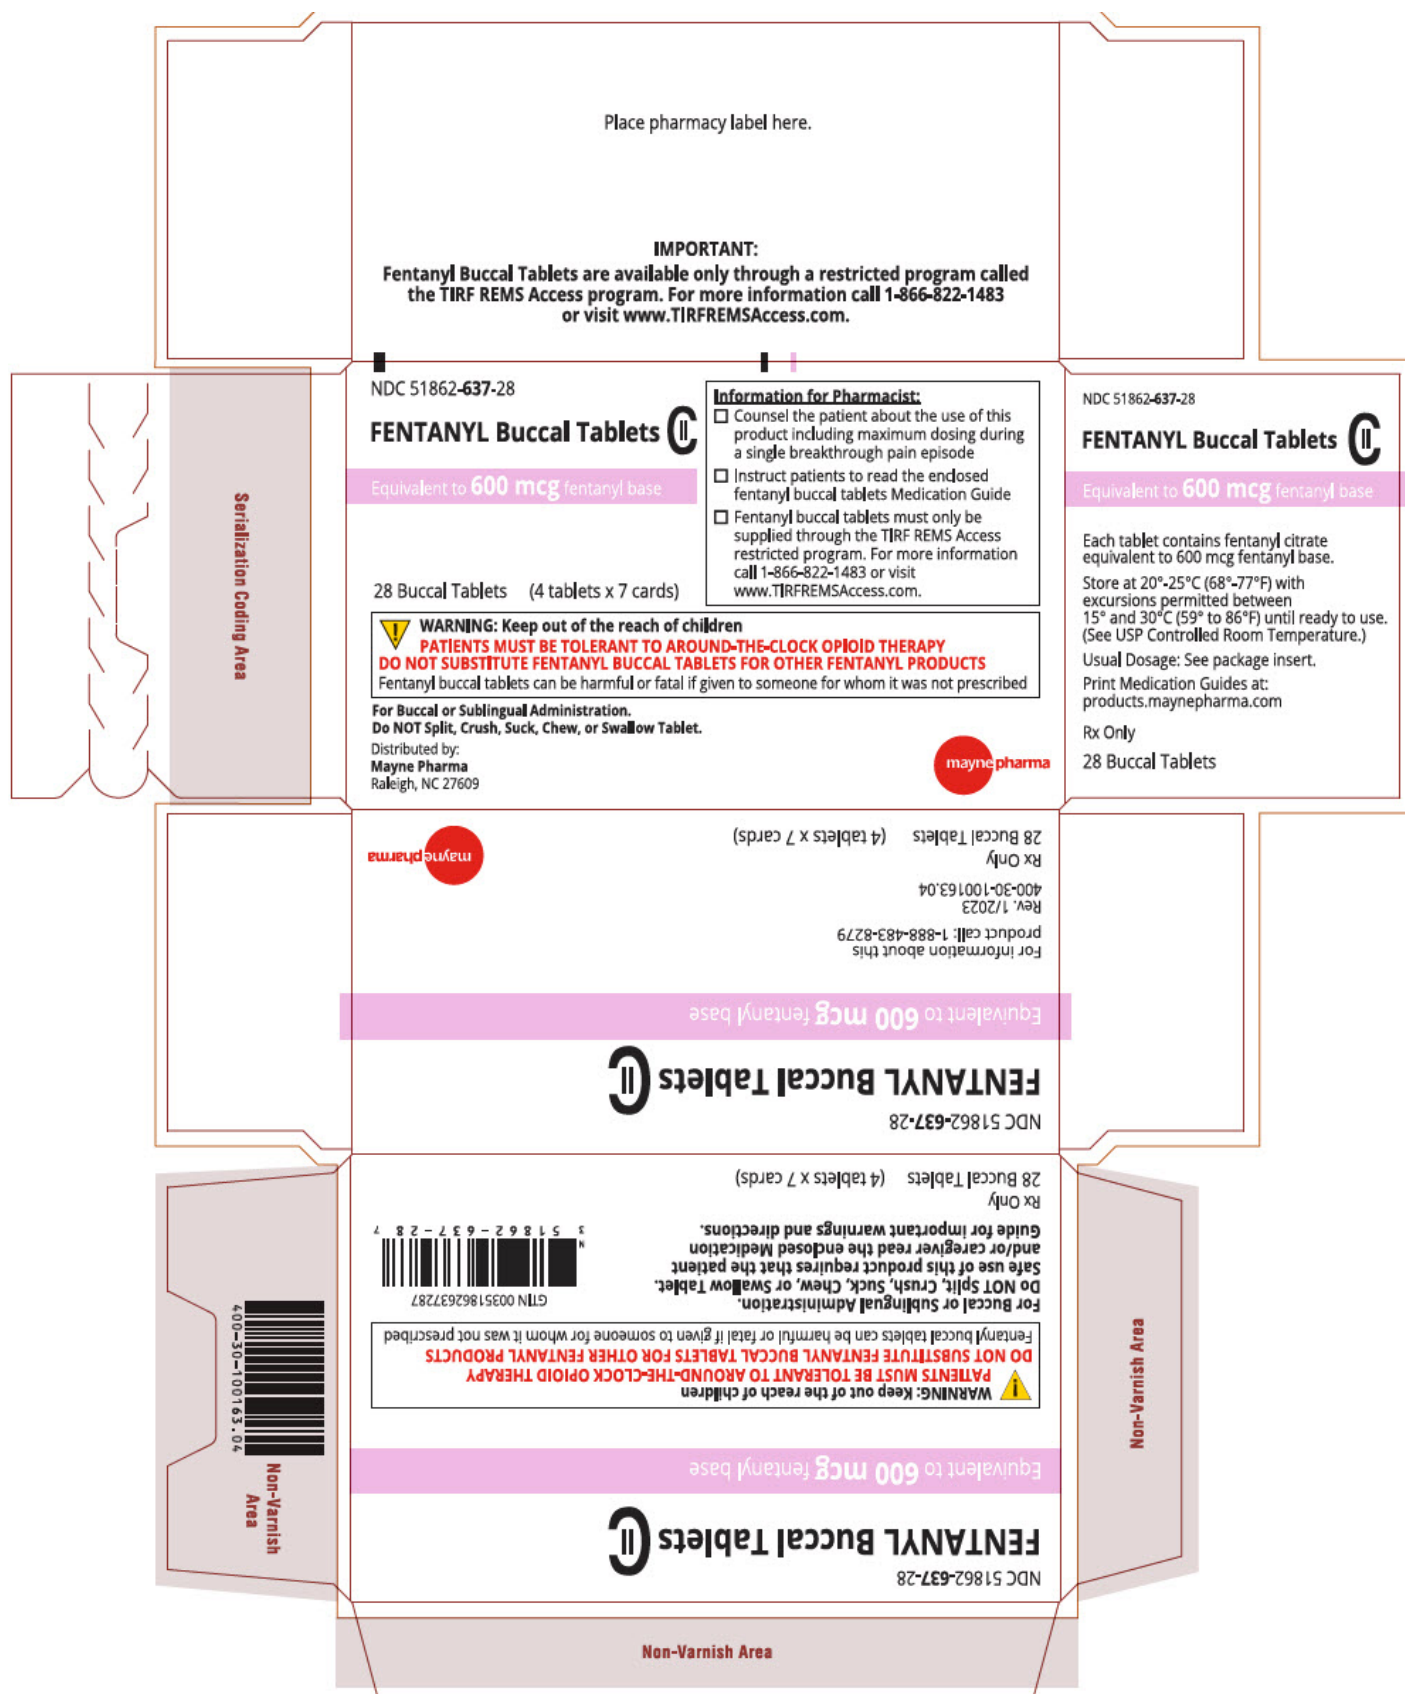 Place pharmacy label here.
IMPORTANT:
Fentanyl Buccal Tablets are available only through a restricted program called
the TIRF REMS Access program. For more information call 1-866-822-1483
or visit www.TIRFREMSAccess.com.
Serialization Coding Area
NDC 51862-637-28
FENTANYL Buccal Tablets CII
Equivalent to 600 mcg fentanyl base
28 Buccal Tablets (4 tablets x 7 cards)
Information for Pharmacist:
Counsel the patient about the use of this
product including maximum dosing during
a single breakthrough pain episode
Instruct patients to read the enclosed
fentanyl buccal tablets Medication Guide
Fentanyl buccal tablets must only be
supplied through the TIRF REMS Access
restricted program. For more information
call 1-866-822-1483 or visit
www.TIRFREMSAccess.com.
WARNING: Keep out of the reach of children
PATIENTS MUST BE TOLERANT TO AROUND-THE-CLOCK OPIOID THERAPY
DO NOT SUBSTITUTE FENTANYL BUCCAL TABLETS FOR OTHER FENTANYL PRODUCTS
Fentanyl buccal tablets can be harmful or fatal if given to someone for whom it was not prescribed
For Buccal or Sublingual Administration.
Do NOT Split, Crush, Suck, Chew, or Swallow Tablet.
Distributed by:
Mayne Pharma
Raleigh, NC 27609
maynepharma
NDC 51862-637-28
FENTANYL Buccal Tablets CII
Equivalent to 600 mcg fentanyl base
Each tablet contains fentanyl citrate
equivalent to 600 mcg fentanyl base.
Store at 20°-25°C (68°-77°F) with
excursions permitted between
15° and 30°C (59° to 86°F) until ready to use.
(See USP Controlled Room Temperature.)
Usual Dosage: See package insert.
Print Medication Guides at:
products.maynepharma.com
Rx Only
28 Buccal Tablets
NDC 51862-637-28
FENTANYL Buccal Tablets CII
Equivalent to 600 mcg fentanyl base
For information about this
product call: 1-888-483-8279
Rev. 1/2023
400-30-100163.04
Rx Only
28 Buccal Tablets (4 tablets x 7 cards)
maynepharma
NDC 51862-637-28
FENTANYL Buccal Tablets CII
Equivalent to 600 mcg fentanyl base
WARNING: Keep out of the reach of children
PATIENTS MUST BE TOLERANT TO AROUND-THE-CLOCK OPIOID THERAPY
DO NOT SUBSTITUTE FENTANYL BUCCAL TABLETS FOR OTHER FENTANYL PRODUCTS
Fentanyl buccal tablets can be harmful or fatal if given to someone for whom it was not prescribed
For Buccal or Sublingual Administration.
Do NOT Split, Crush, Suck, Chew, or Swallow Tablet.
Safe use of this product requires that the patient
and/or caregiver read the enclosed Medication
Guide for important warnings and directions.
Rx Only
28 Buccal Tablets (4 tablets x 7 cards)
GTIN 00351862637287
N
3 51862-637-28 7
400-30-100163.04
Non-Varnish
Area
Non-Varnish Area
Non-Varnish Area